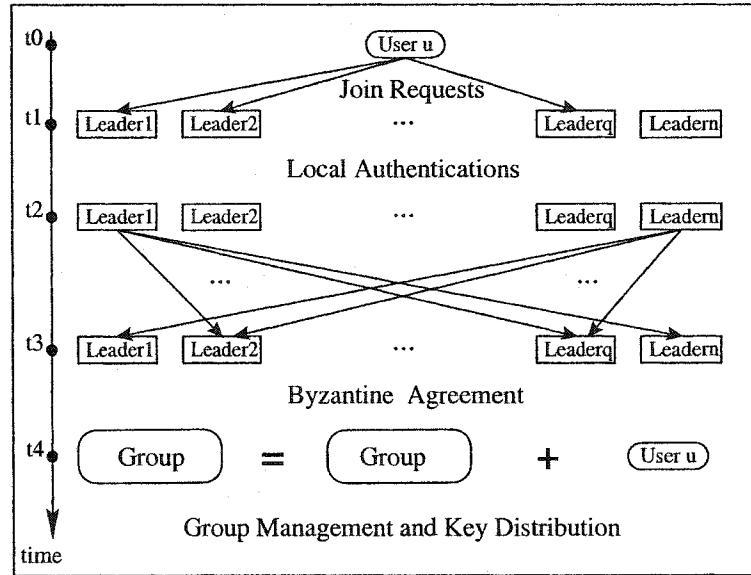 t0 User u
Join Requests
t1 Leader1 Leader2 ... Leaderq Leadern
Local Authentications
t2 Leader1 Leader2 ... Leaderq Leadern
... ...
t3 Leader1 Leader2 ... Leaderq Leadern
Byzantine Agreement
t4 Group = Group + User u
Group Management and Key Distribution
time